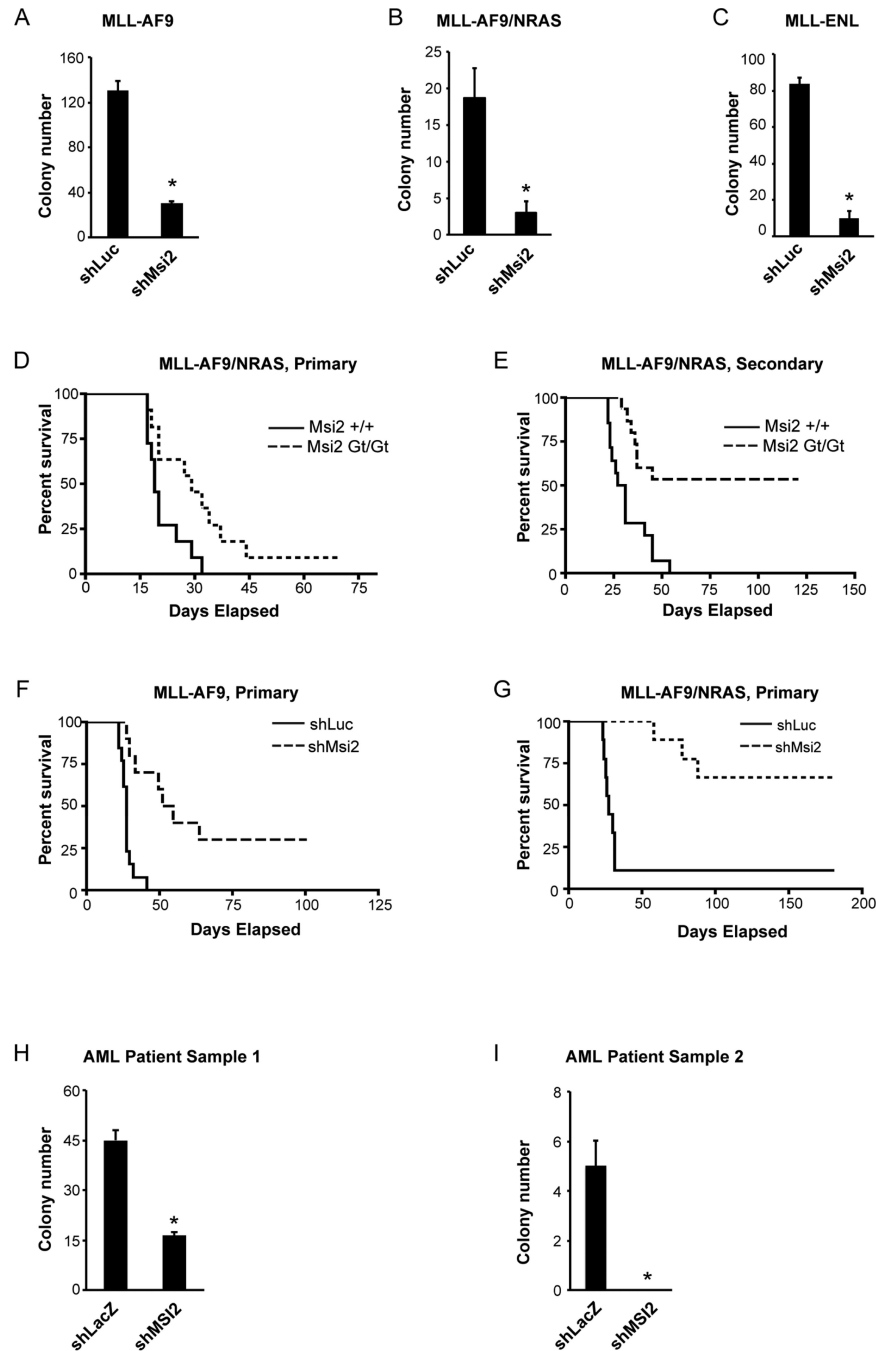 A
MLL-AF9
Colony number
160
120
80
40
0
*
shLuc
shMsi2
B
MLL-AF9/NRAS
Colony number
25
20
15
10
5
0
*
shLuc
shMsi2
C
MLL-ENL
Colony number
100
80
60
40
20
0
*
shLuc
shMsi2
D
MLL-AF9/NRAS, Primary
Percent survival
100
75
50
25
0
Msi2 +/+
Msi2 Gt/Gt
0 15 30 45 60 75
Days Elapsed
E
MLL-AF9/NRAS, Secondary
Percent survival
100
75
50
25
0
Msi2 +/+
Msi2 Gt/Gt
0 25 50 75 100 125 150
Days Elapsed
F
MLL-AF9, Primary
Percent survival
100
75
50
25
0
shLuc
shMsi2
0 25 50 75 100 125
Days Elapsed
G
MLL-AF9/NRAS, Primary
Percent survival
100
75
50
25
0
shLuc
shMsi2
0 50 100 150 200
Days Elapsed
H
AML Patient Sample 1
Colony number
60
45
30
15
0
*
shLacZ
shMSI2
I
AML Patient Sample 2
Colony number
8
6
4
2
0
*
shLacZ
shMSI2